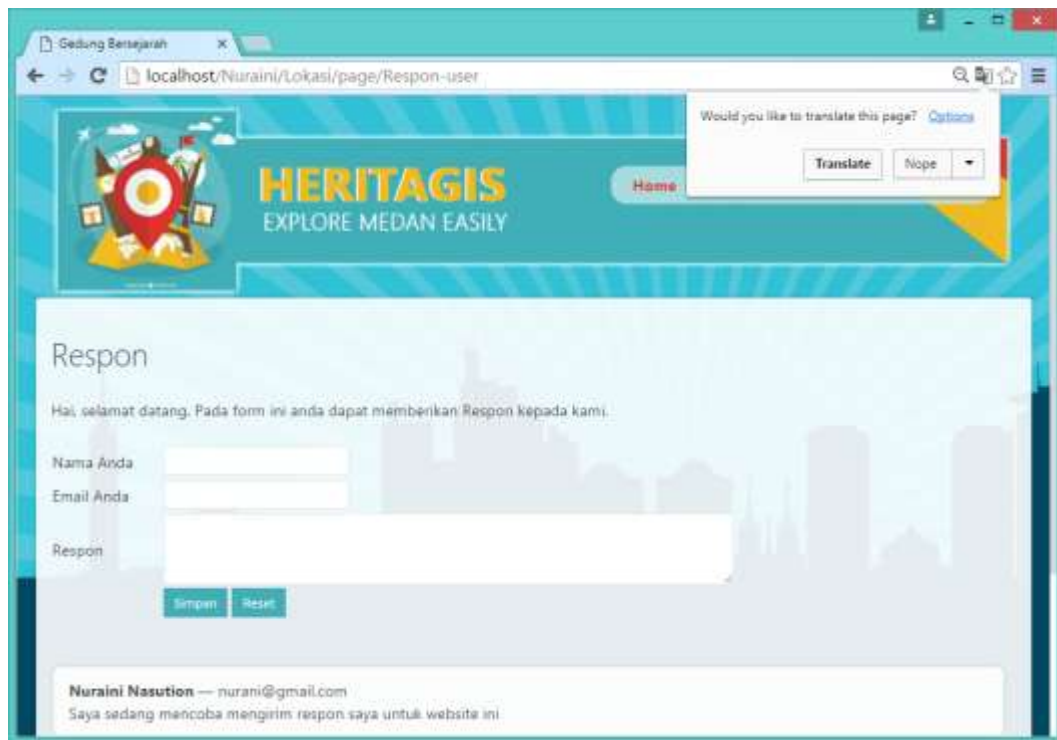 Gedung Bersejarah
localhost/Nuraini/Lokasi/page/Respon-user
Would you like to translate this page? Options
Translate Nope
HERITAGIS
EXPLORE MEDAN EASILY
Home
Respon
Hai, selamat datang. Pada form ini anda dapat memberikan Respon kepada kami.
Nama Anda
Email Anda
Respon
Simpan Reset
Nuraini Nasution — nurani@gmail.com
Saya sedang mencoba mengirim respon saya untuk website ini